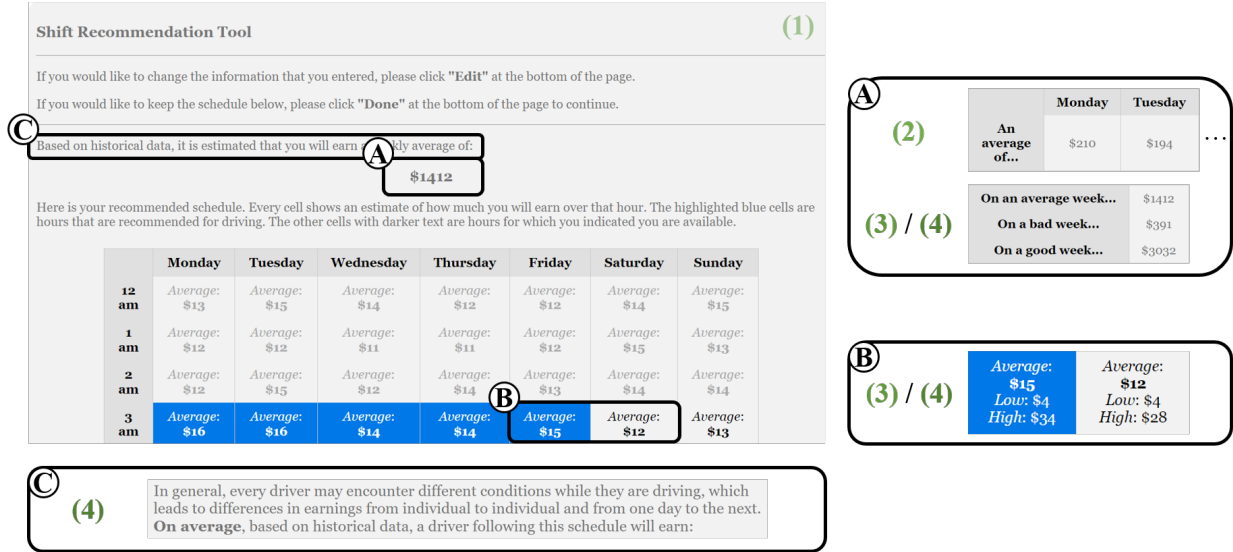 Shift Recommendation Tool
(1)
If you would like to change the information that you entered, please click "Edit" at the bottom of the page.
If you would like to keep the schedule below, please click "Done" at the bottom of the page to continue.
C
Based on historical data, it is estimated that you will earn a kly average of:
A
$1412
Here is your recommended schedule. Every cell shows an estimate of how much you will earn over that hour. The highlighted blue cells are
hours that are recommended for driving. The other cells with darker text are hours for which you indicated you are available.
Monday Tuesday Wednesday Thursday Friday Saturday Sunday
12 am Average: $13 Average: $15 Average: $14 Average: $12 Average: $12 Average: $14 Average: $15
1 am Average: $12 Average: $12 Average: $11 Average: $11 Average: $12 Average: $15 Average: $13
2 am Average: $12 Average: $15 Average: $12 Average: $14 Average: $13 Average: $14 Average: $14
B
3 am Average: $16 Average: $16 Average: $14 Average: $14 Average: $15 Average: $12 Average: $13
A
(2)
Monday Tuesday
An average of... $210 $194 ...
(3) / (4)
On an average week... $1412
On a bad week... $391
On a good week... $3032
B
(3) / (4)
Average: $15 Low: $4 High: $34
Average: $12 Low: $4 High: $28
C
(4)
In general, every driver may encounter different conditions while they are driving, which
leads to differences in earnings from individual to individual and from one day to the next.
On average, based on historical data, a driver following this schedule will earn: